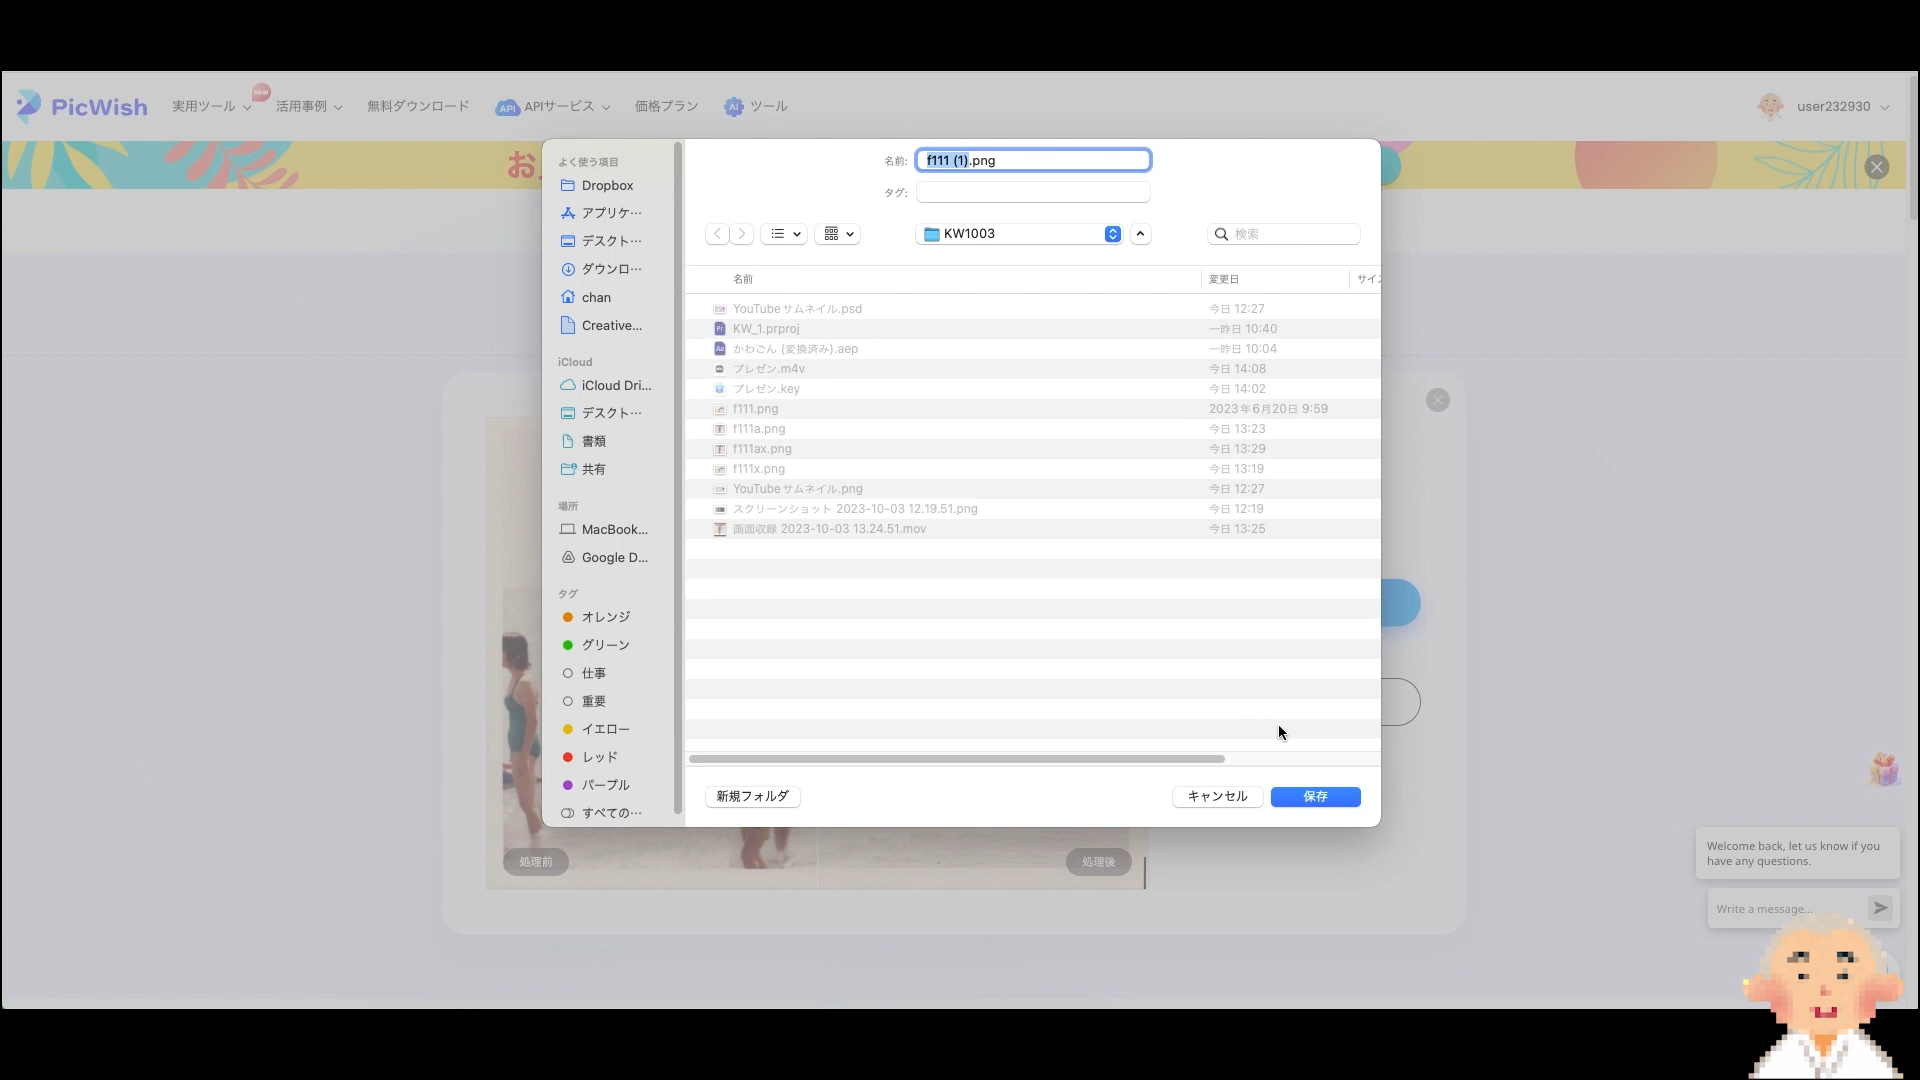 PicWish
実用ツール
NEW
活用事例
無料ダウンロード
API
APIサービス
価格プラン
AI
ツール
user232930
お
よく使う項目
Dropbox
アプリケ…
デスクト…
ダウンロ…
chan
Creative...
iCloud
iCloud Dri...
デスクト…
書類
共有
場所
MacBook...
Google D...
タグ
オレンジ
グリーン
仕事
重要
イエロー
レッド
パープル
すべての…
名前: f111 (1).png
タグ:
KW1003
検索
名前 変更日 サイズ
YouTubeサムネイル.psd 今日 12:27
KW_1.prproj 一昨日 10:40
かわごん (変換済み).aep 一昨日 10:04
プレゼン.m4v 今日 14:08
プレゼン.key 今日 14:02
f111.png 2023年6月20日 9:59
f111a.png 今日 13:23
f111ax.png 今日 13:29
f111x.png 今日 13:19
YouTubeサムネイル.png 今日 12:27
スクリーンショット 2023-10-03 12.19.51.png 今日 12:19
画面収録 2023-10-03 13.24.51.mov 今日 13:25
新規フォルダ
キャンセル
保存
処理前
処理後
Welcome back, let us know if you
have any questions.
Write a message...